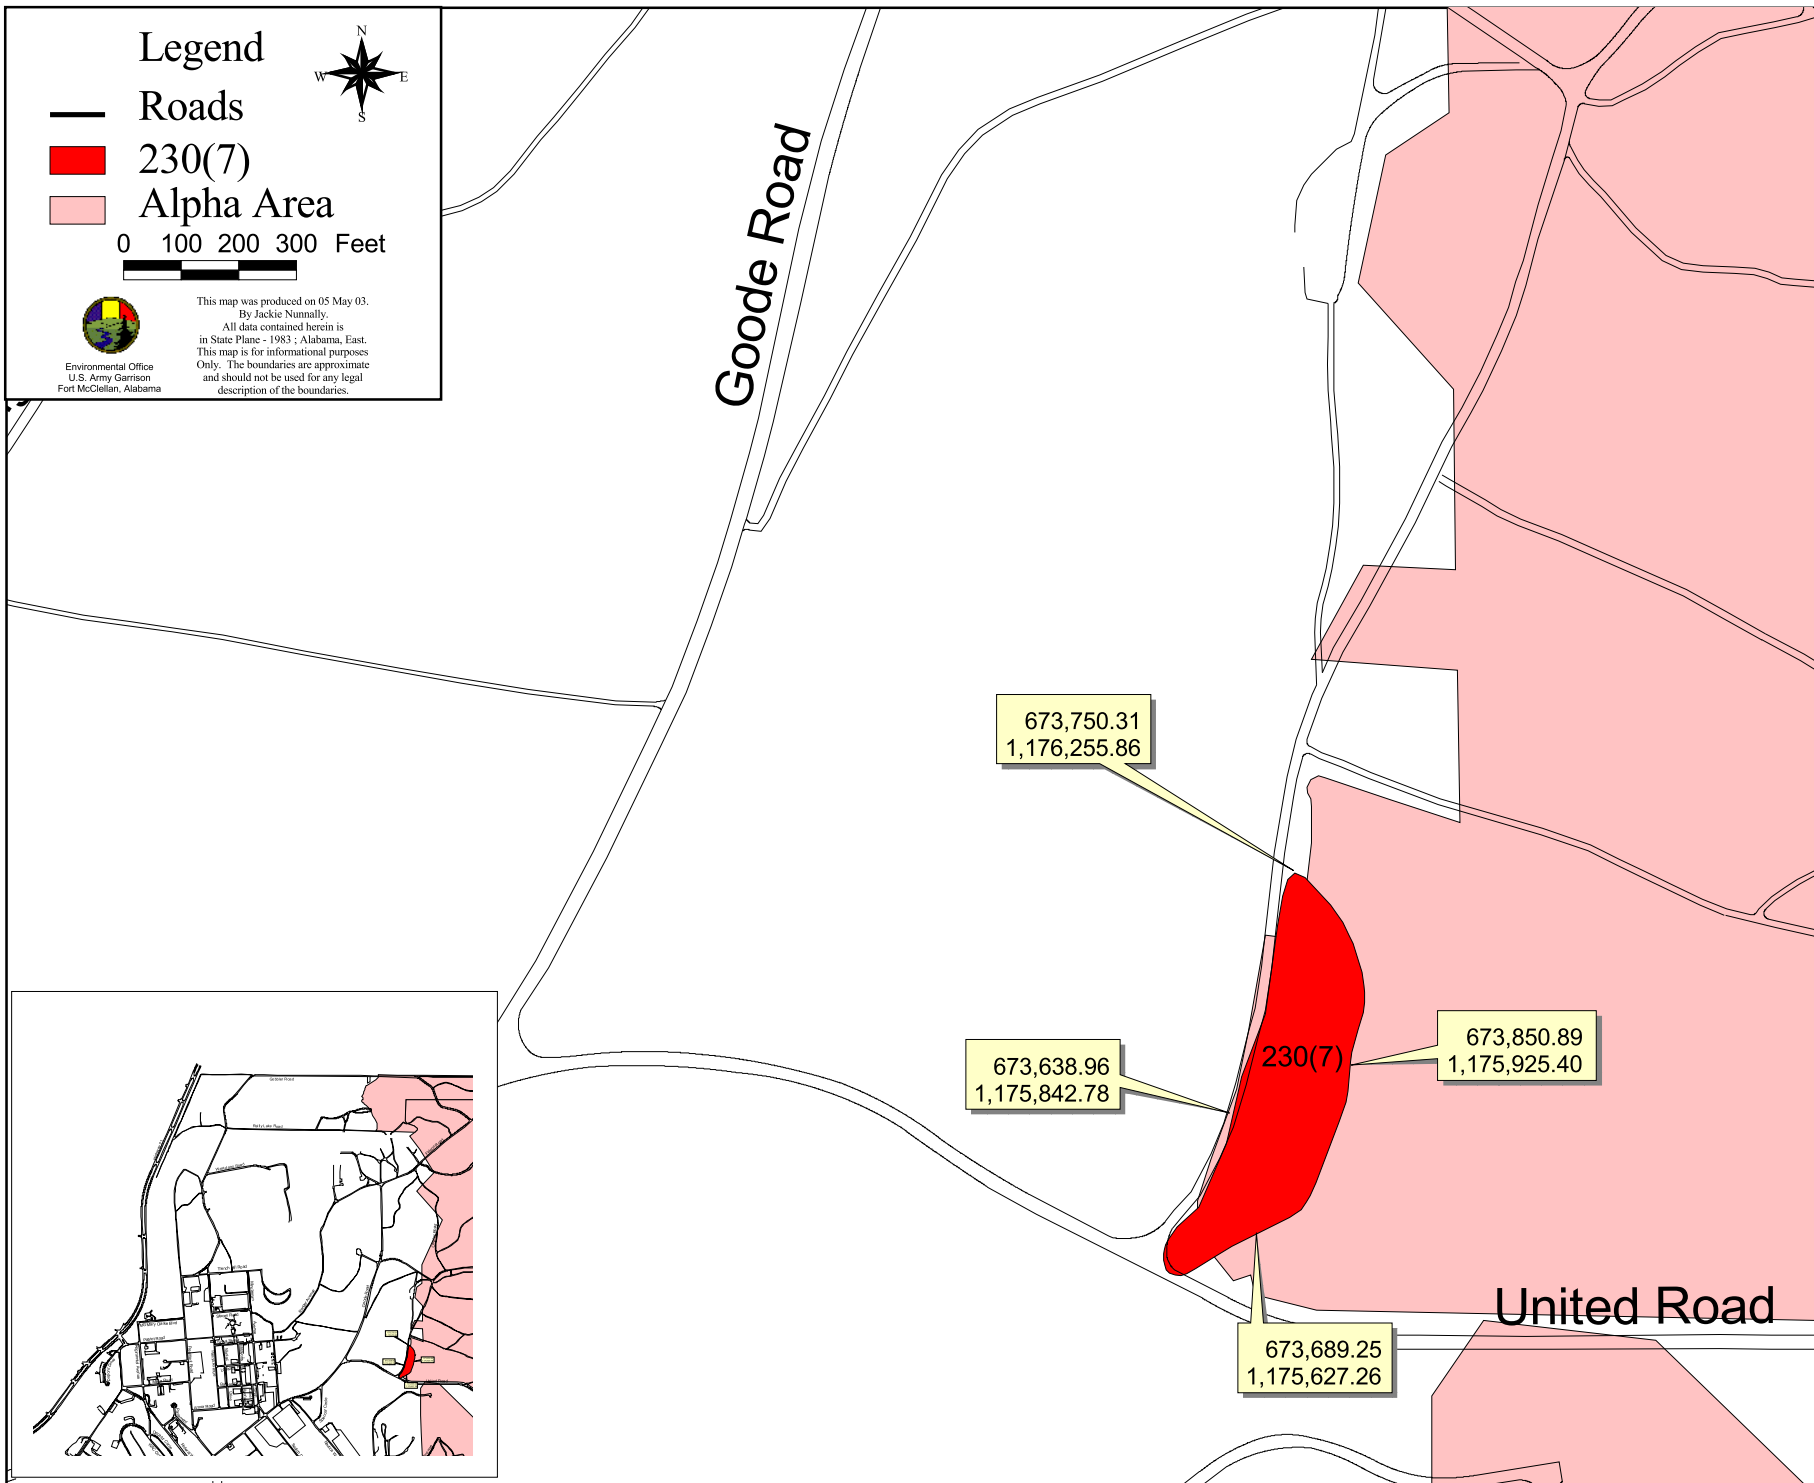 Legend
N
W
E
S
Roads
230(7)
Alpha Area
0 100 200 300 Feet
This map was produced on 05 May 03.
By Jackie Nunnally.
All data contained herein is
in State Plane - 1983 ; Alabama, East.
This map is for informational purposes
Only. The boundaries are approximate
and should not be used for any legal
description of the boundaries.
Environmental Office
U.S. Army Garrison
Fort McClellan, Alabama
Goode Road
673,750.31
1,176,255.86
673,638.96
1,175,842.78
230(7)
673,850.89
1,175,925.40
United Road
673,689.25
1,175,627.26